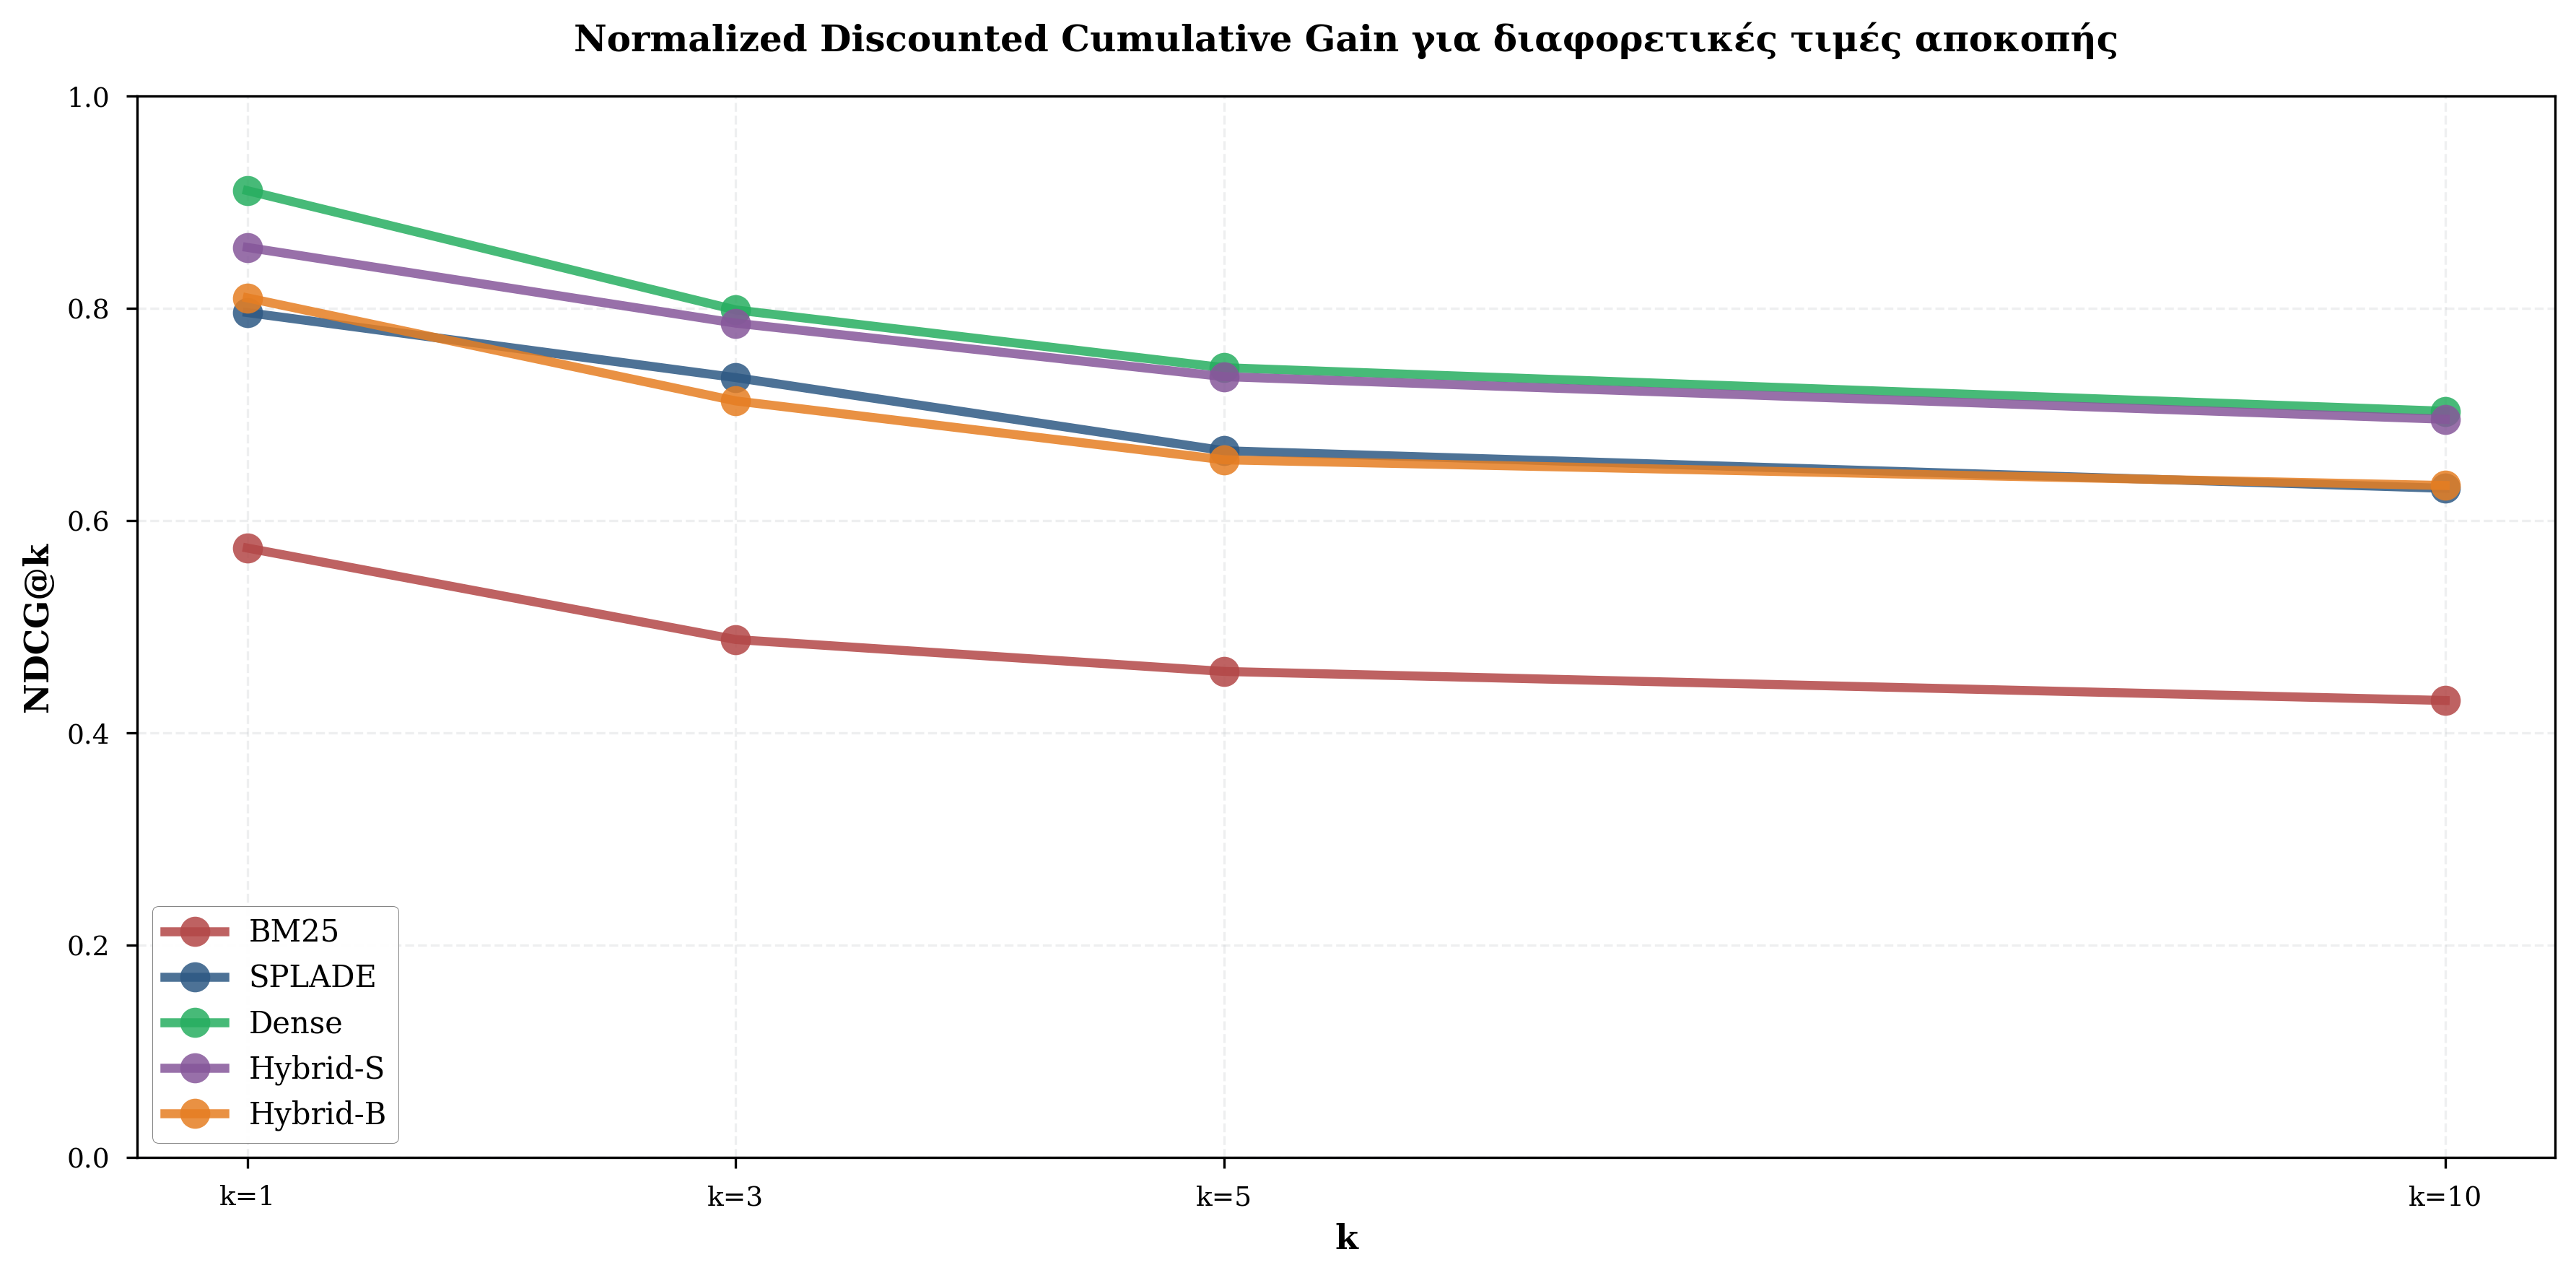 Normalized Discounted Cumulative Gain για διαφορετικές τιμές αποκοπής
NDCG@k
1.0
0.8
0.6
0.4
0.2
0.0
BM25
SPLADE
Dense
Hybrid-S
Hybrid-B
k=1
k=3
k=5
k=10
k